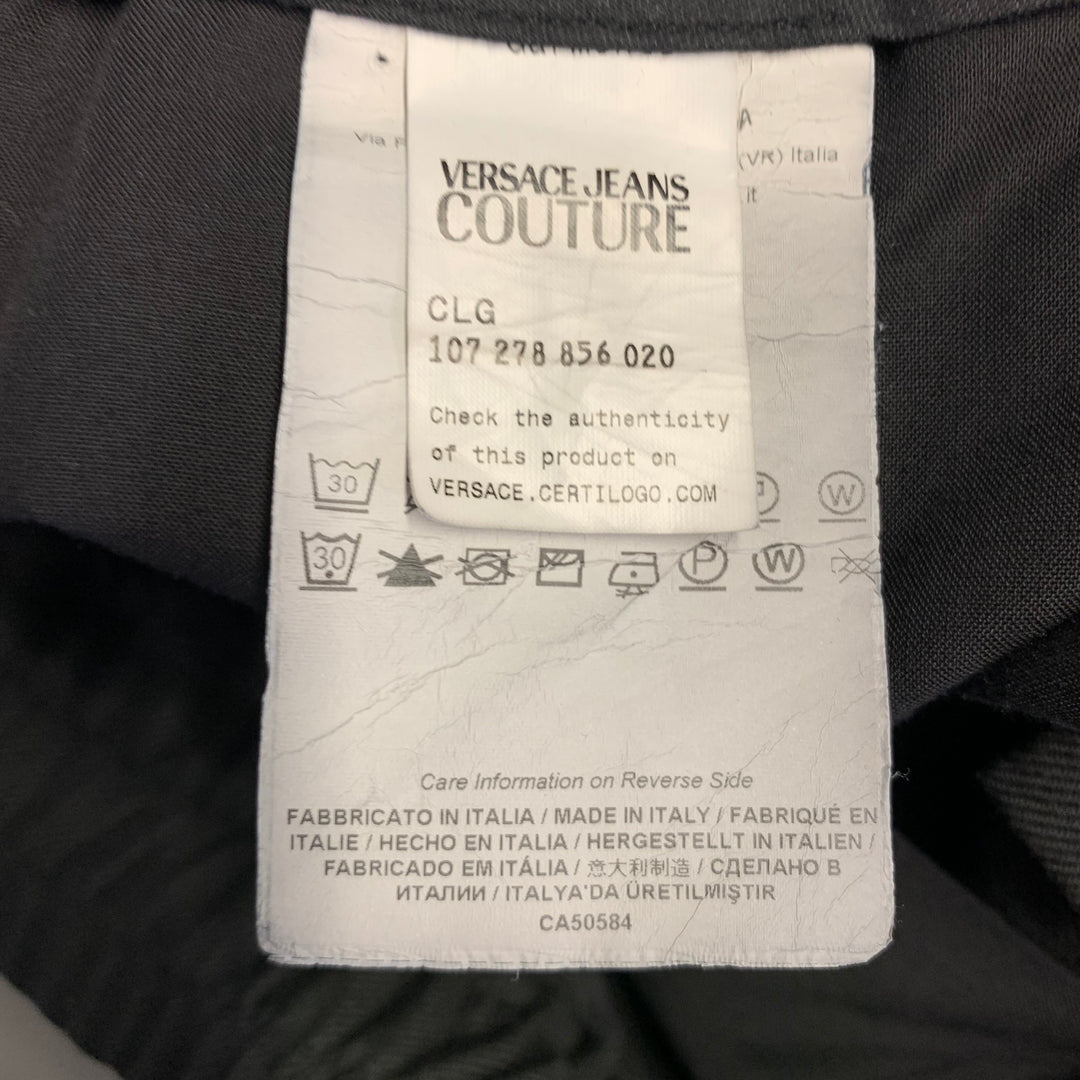 Via
A
(VR) Italia
it
VERSACE JEANS
COUTURE
CLG
107 278 856 020
Check the authenticity
of this product on
VERSACE.CERTILOGO.COM
30 W
30 P W
Care Information on Reverse Side
FABBRICATO IN ITALIA / MADE IN ITALY / FABRIQUÉ EN
ITALIE / HECHO EN ITALIA / HERGESTELLT IN ITALIEN /
FABRICADO EM ITÁLIA / 意大利制造 / СДЕЛАНО В
ИТАЛИИ / ITALYA'DA ÜRETILMIŞTIR
CA50584